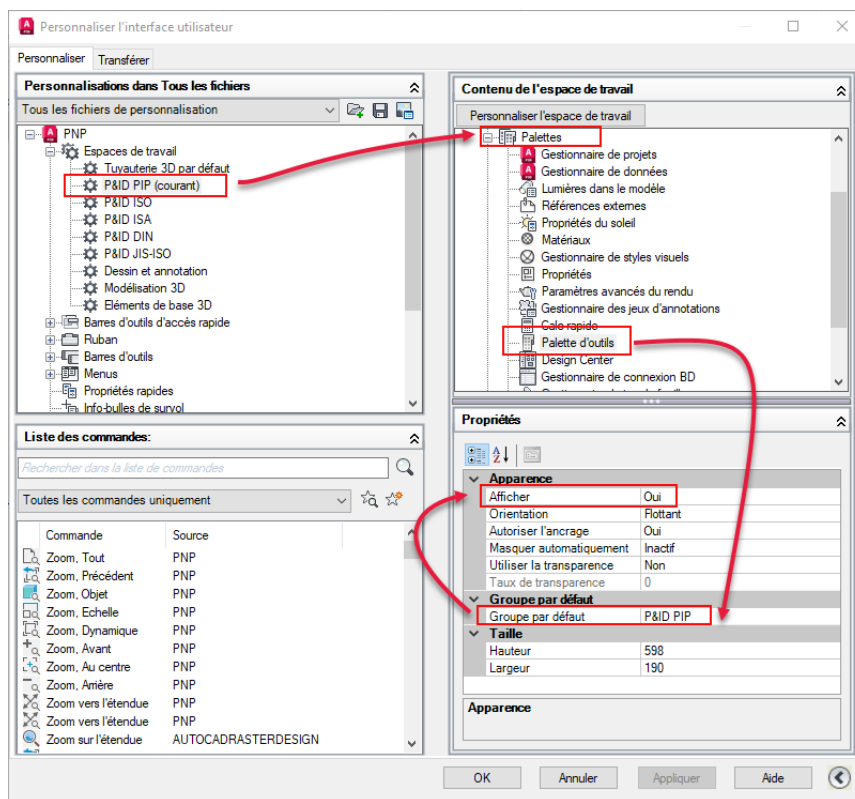 Personnaliser l'interface utilisateur
Personnaliser Transférer
Personnalisations dans Tous les fichiers
Tous les fichiers de personnalisation
PNP
Espaces de travail
Tuyauterie 3D par défaut
P&ID PIP (courant)
P&ID ISO
P&ID ISA
P&ID DIN
P&ID JIS-ISO
Dessin et annotation
Modélisation 3D
Eléments de base 3D
Barres d'outils d'accès rapide
Ruban
Barres d'outils
Menus
Propriétés rapides
Info-bulles de survol
Liste des commandes:
Rechercher dans la liste de commandes
Toutes les commandes uniquement
Commande Source
Zoom, Tout PNP
Zoom, Précédent PNP
Zoom, Objet PNP
Zoom, Echelle PNP
Zoom, Dynamique PNP
Zoom, Avant PNP
Zoom, Au centre PNP
Zoom, Arrière PNP
Zoom vers l'étendue PNP
Zoom vers l'étendue PNP
Zoom sur l'étendue AUTOCADRASTERDESIGN
Contenu de l'espace de travail
Personnaliser l'espace de travail
Palettes
Gestionnaire de projets
Gestionnaire de données
Lumières dans le modèle
Références externes
Propriétés du soleil
Matériaux
Gestionnaire de styles visuels
Propriétés
Paramètres avancés du rendu
Gestionnaire des jeux d'annotations
Calc rapide
Palette d'outils
Design Center
Gestionnaire de connexion BD
Propriétés
Apparence
Afficher Oui
Orientation Flottant
Autoriser l'ancrage Oui
Masquer automatiquement Inactif
Utiliser la transparence Non
Taux de transparence 0
Groupe par défaut
Groupe par défaut P&ID PIP
Taille
Hauteur 598
Largeur 190
Apparence
OK Annuler Appliquer Aide